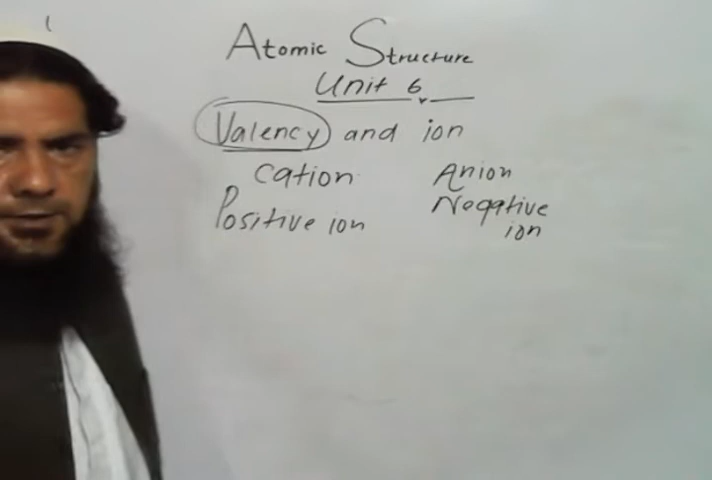 Atomic Structure
Unit 6
Valency and ion
Cation Anion
Positive ion Negative
ion